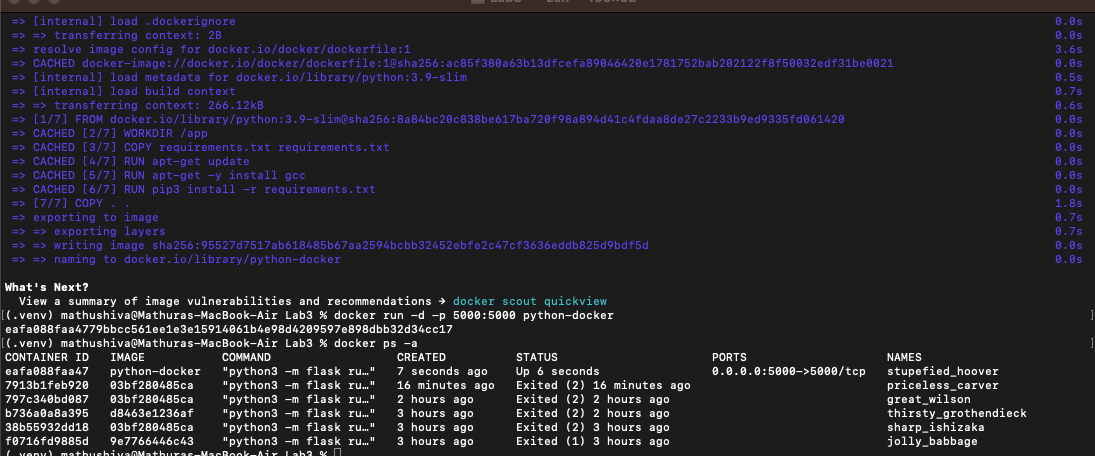 => [internal] load .dockerignore 0.0s
=> => transferring context: 2B 0.0s
=> resolve image config for docker.io/docker/dockerfile:1 3.6s
=> CACHED docker-image://docker.io/docker/dockerfile:1@sha256:ac85f380a63b13dfcefa89046420e1781752bab202122f8f50032edf31be0021 0.0s
=> [internal] load metadata for docker.io/library/python:3.9-slim 0.5s
=> [internal] load build context 0.7s
=> => transferring context: 266.12kB 0.6s
=> [1/7] FROM docker.io/library/python:3.9-slim@sha256:8a84bc20c838be617ba720f98a894d41c4fdaa8de27c2233b9ed9335fd061420 0.0s
=> CACHED [2/7] WORKDIR /app 0.0s
=> CACHED [3/7] COPY requirements.txt requirements.txt 0.0s
=> CACHED [4/7] RUN apt-get update 0.0s
=> CACHED [5/7] RUN apt-get -y install gcc 0.0s
=> CACHED [6/7] RUN pip3 install -r requirements.txt 0.0s
=> [7/7] COPY . . 1.8s
=> exporting to image 0.7s
=> => exporting layers 0.7s
=> => writing image sha256:95527d7517ab618485b67aa2594bcbb32452ebfe2c47cf3636eddb825d9bdf5d 0.0s
=> => naming to docker.io/library/python-docker 0.0s
What's Next?
View a summary of image vulnerabilities and recommendations → docker scout quickview
[(.venv) mathushiva@Mathuras-MacBook-Air Lab3 % docker run -d -p 5000:5000 python-docker ]
eafa088faa4779bbcc561ee1e3e15914061b4e98d4209597e898dbb32d34cc17
[(.venv) mathushiva@Mathuras-MacBook-Air Lab3 % docker ps -a ]
CONTAINER ID IMAGE COMMAND CREATED STATUS PORTS NAMES
eafa088faa47 python-docker "python3 -m flask ru…" 7 seconds ago Up 6 seconds 0.0.0.0:5000->5000/tcp stupefied_hoover
7913b1feb920 03bf280485ca "python3 -m flask ru…" 16 minutes ago Exited (2) 16 minutes ago priceless_carver
797c340bd087 03bf280485ca "python3 -m flask ru…" 2 hours ago Exited (2) 2 hours ago great_wilson
b736a0a8a395 d8463e1236af "python3 -m flask ru…" 3 hours ago Exited (2) 2 hours ago thirsty_grothendieck
38b55932dd18 03bf280485ca "python3 -m flask ru…" 3 hours ago Exited (2) 3 hours ago sharp_ishizaka
f0716fd9885d 9e7766446c43 "python3 -m flask ru…" 3 hours ago Exited (1) 3 hours ago jolly_babbage
(.venv) mathushiva@Mathuras-MacBook-Air Lab3 %